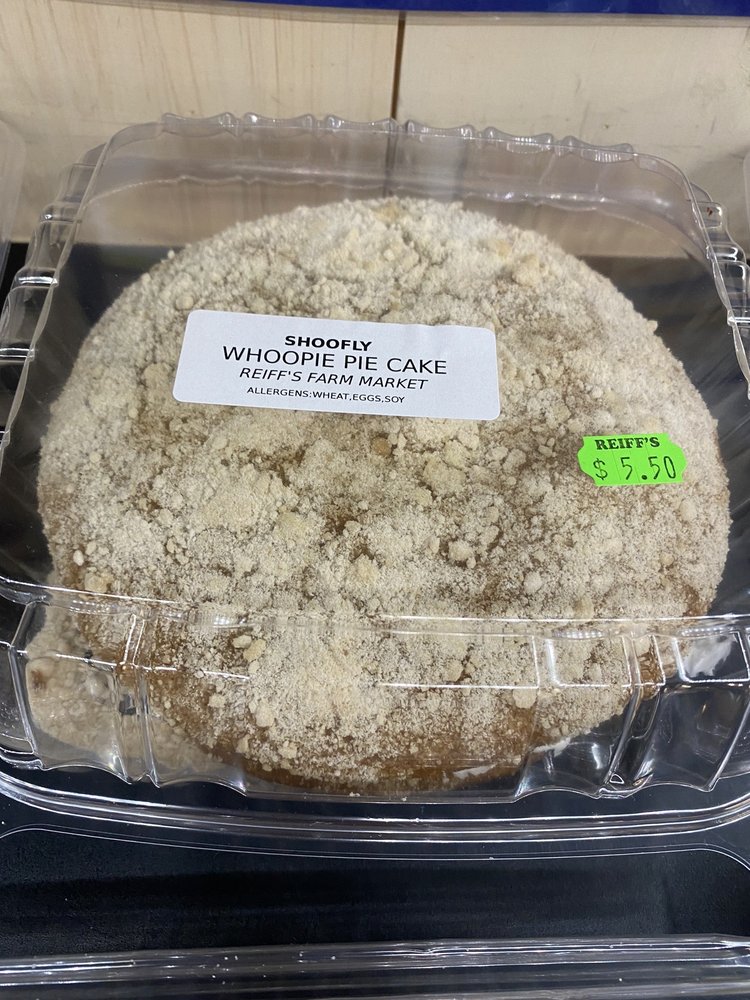 SHOOFLY
WHOOPIE PIE CAKE
REIFF'S FARM MARKET
ALLERGENS:WHEAT,EGGS,SOY
REIFF'S
$5.50